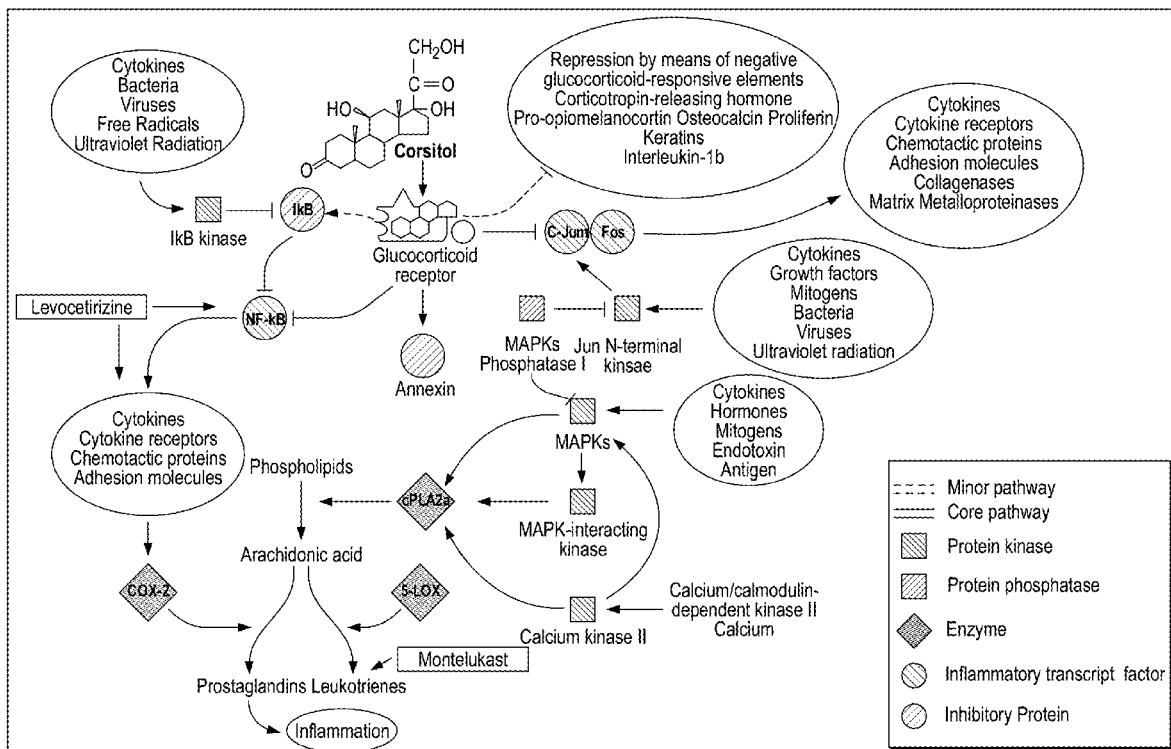 Cytokines
Bacteria
Viruses
Free Radicals
Ultraviolet Radiation
CH₂OH
C=O
HO
OH
O
Corsitol
Repression by means of negative
glucocorticoid-responsive elements
Corticotropin-releasing hormone
Pro-opiomelanocortin Osteocalcin Proliferin
Keratins
Interleukin-1b
Cytokines
Cytokine receptors
Chemotactic proteins
Adhesion molecules
Collagenases
Matrix Metalloproteinases
IkB kinase
IkB
Glucocorticoid
receptor
C-Jum
Fos
Levocetirizine
NF-kB
Annexin
MAPKs
Phosphatase I
Jun N-terminal
kinsae
Cytokines
Growth factors
Mitogens
Bacteria
Viruses
Ultraviolet radiation
Cytokines
Cytokine receptors
Chemotactic proteins
Adhesion molecules
MAPKs
Cytokines
Hormones
Mitogens
Endotoxin
Antigen
Phospholipids
cPLA2a
MAPK-interacting
kinase
Arachidonic acid
COX-2
5-LOX
Calcium kinase II
Calcium/calmodulin-
dependent kinase II
Calcium
Montelukast
Prostaglandins Leukotrienes
Inflammation
Minor pathway
Core pathway
Protein kinase
Protein phosphatase
Enzyme
Inflammatory transcript factor
Inhibitory Protein